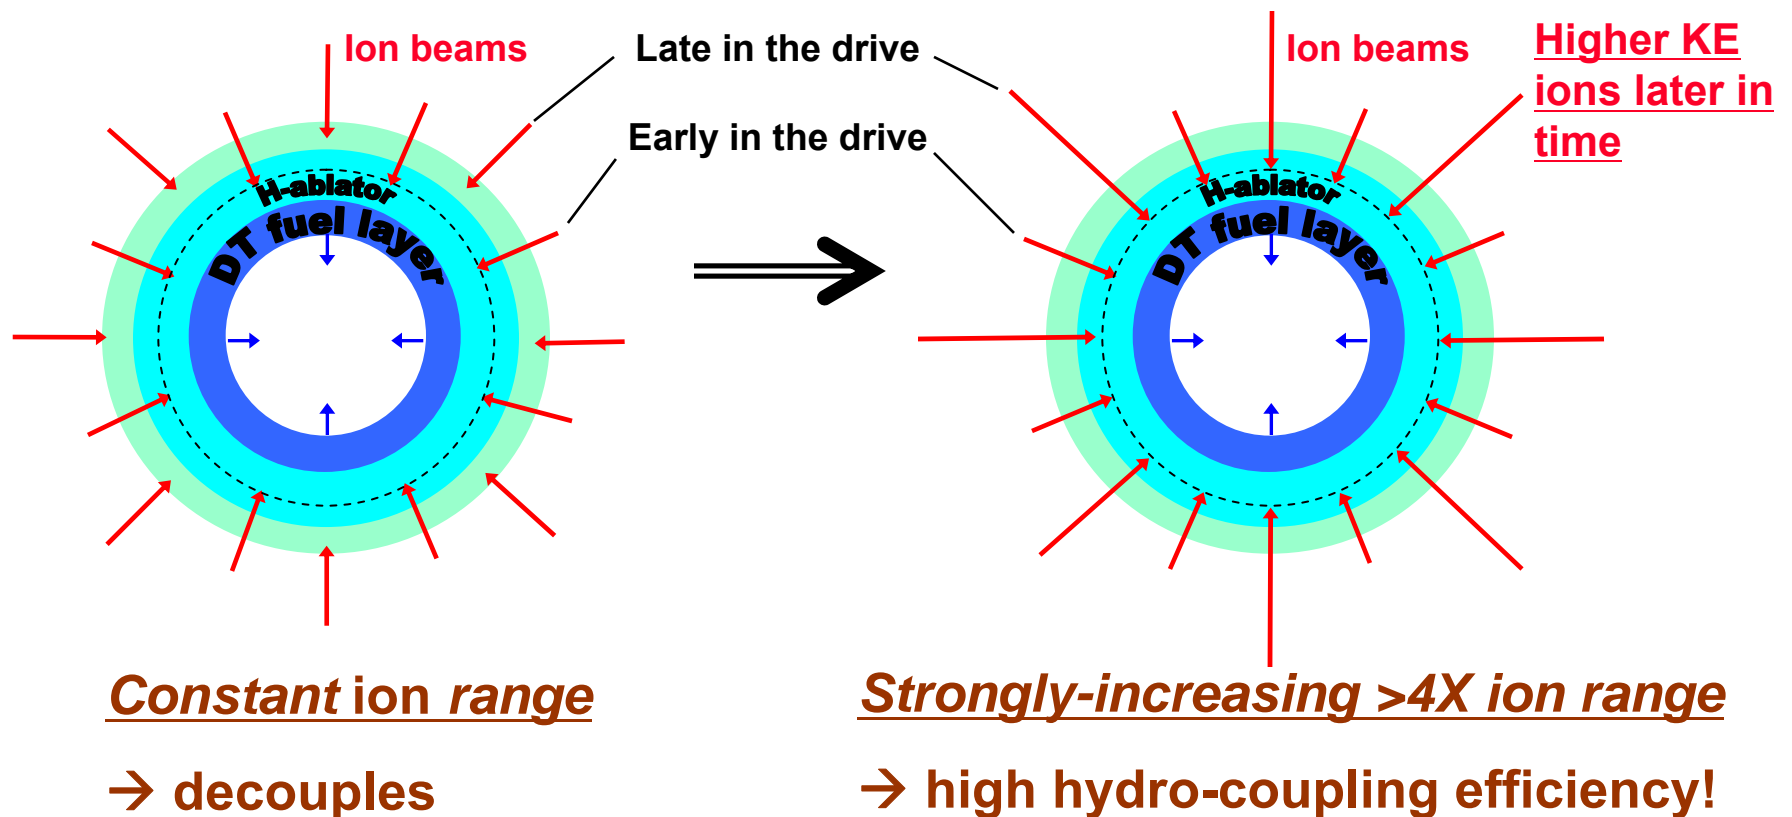 Ion beams
Late in the drive
Early in the drive
H-ablator
DT fuel layer
Ion beams
Higher KE
ions later in
time
H-ablator
DT fuel layer
Constant ion range
→ decouples
Strongly-increasing >4X ion range
→ high hydro-coupling efficiency!